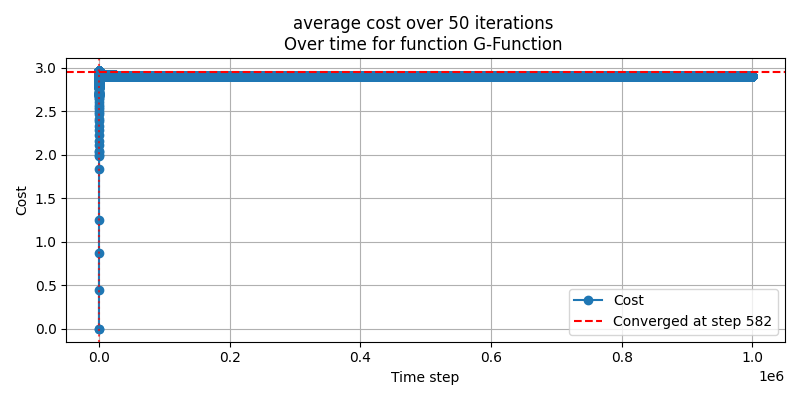 average cost over 50 iterations
Over time for function G-Function
Cost
3.0
2.5
2.0
1.5
1.0
0.5
0.0
Cost
Converged at step 582
0.0 0.2 0.4 0.6 0.8 1.0
1e6
Time step